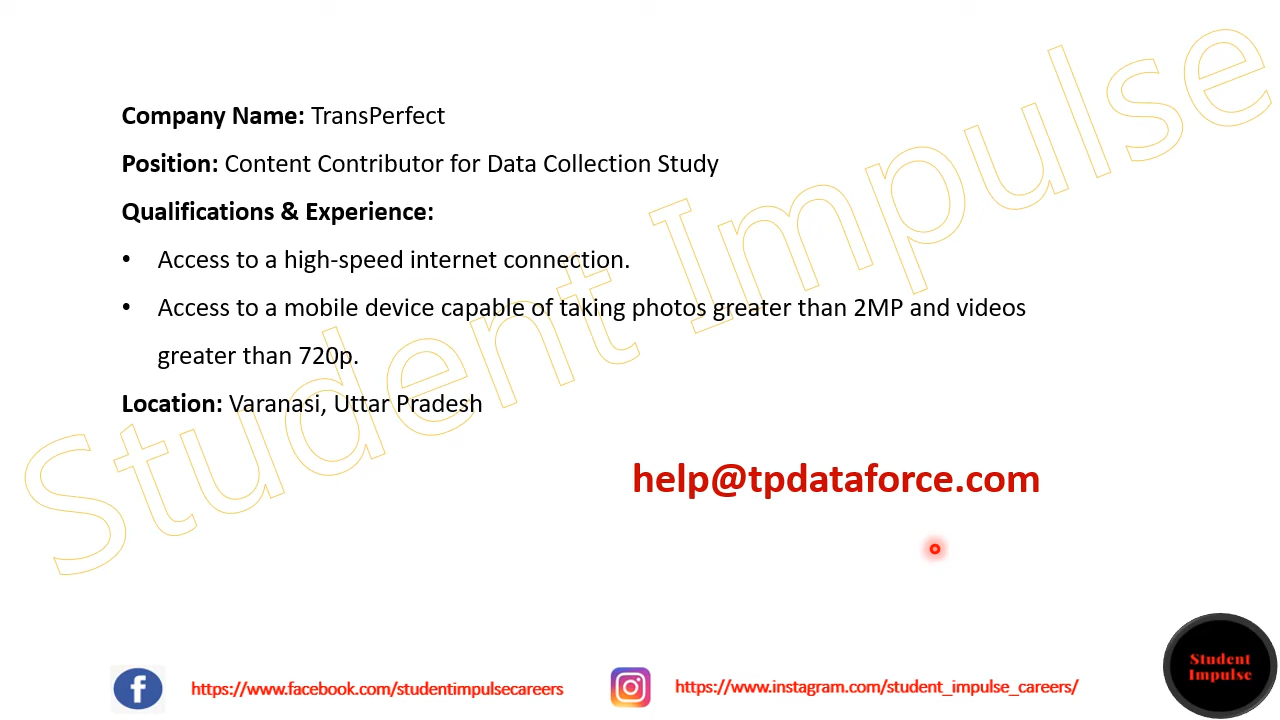 Company Name: TransPerfect
Position: Content Contributor for Data Collection Study
Qualifications & Experience:
• Access to a high-speed internet connection.
• Access to a mobile device capable of taking photos greater than 2MP and videos
greater than 720p.
Location: Varanasi, Uttar Pradesh
help@tpdataforce.com
Student Impulse
https://www.facebook.com/studentimpulsecareers
https://www.instagram.com/student_impulse_careers/
Student
Impulse